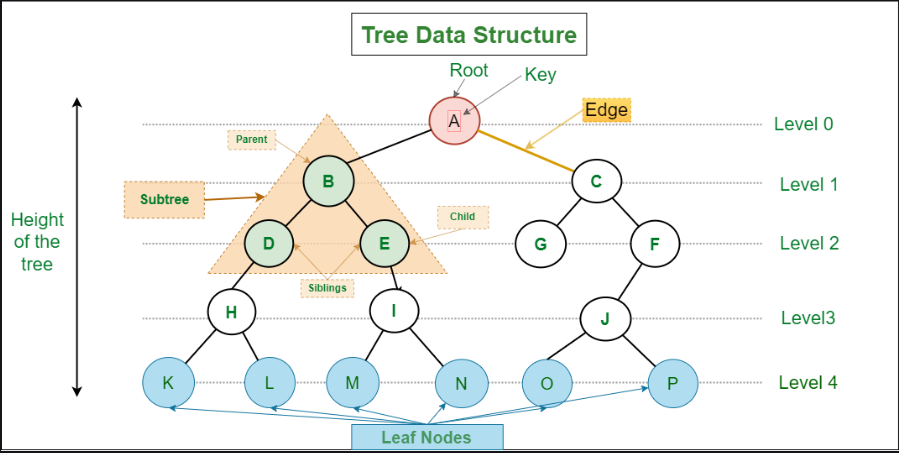 Tree Data Structure
Root
Key
A
Edge
Level 0
Parent
B
C
Level 1
Subtree
Child
Height
of the
tree
D
E
G
F
Level 2
Siblings
H
I
J
Level3
K
L
M
N
O
P
Level 4
Leaf Nodes